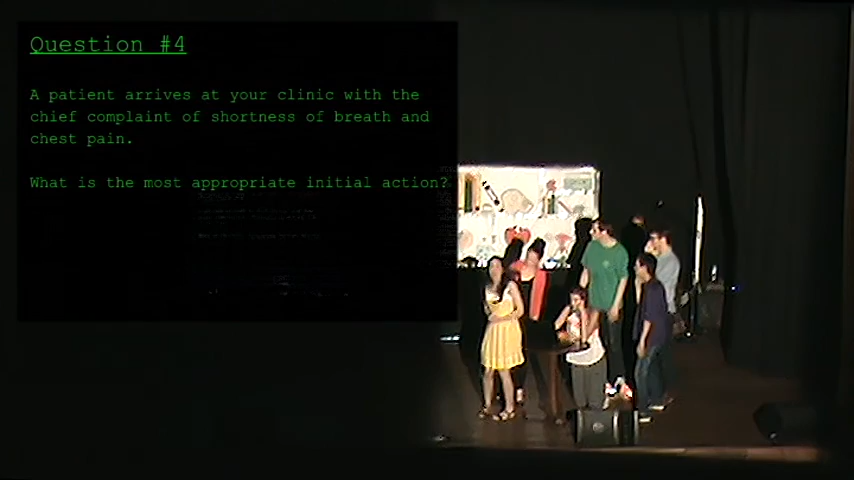 Question #4
A patient arrives at your clinic with the
chief complaint of shortness of breath and
chest pain.
What is the most appropriate initial action?